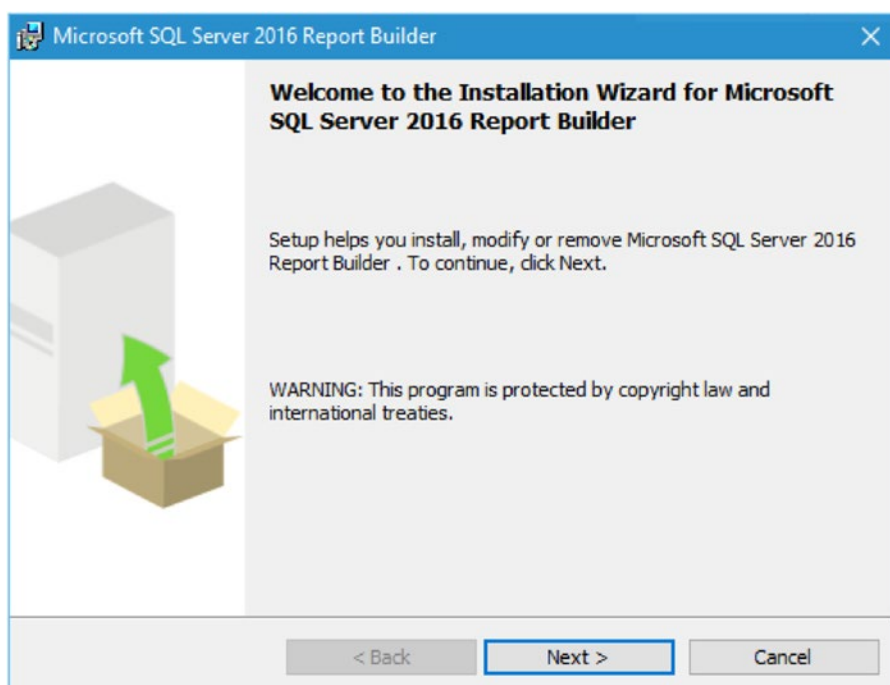 Microsoft SQL Server 2016 Report Builder
Welcome to the Installation Wizard for Microsoft
SQL Server 2016 Report Builder
Setup helps you install, modify or remove Microsoft SQL Server 2016
Report Builder . To continue, click Next.
WARNING: This program is protected by copyright law and
international treaties.
< Back
Next >
Cancel